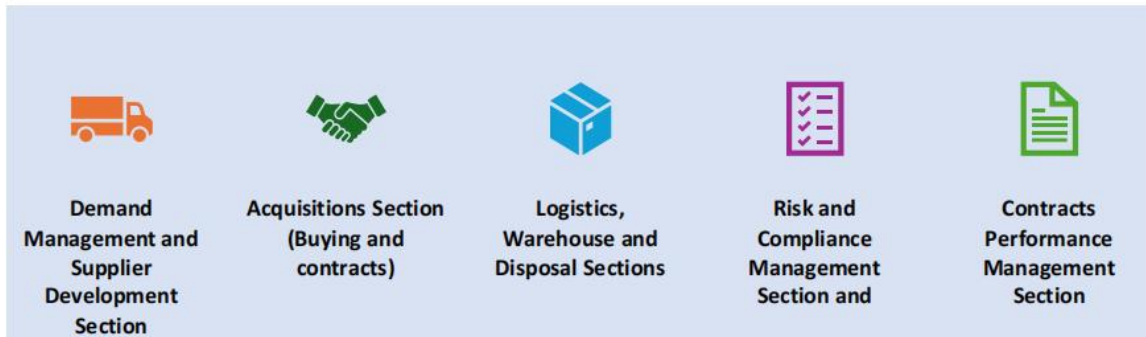 Demand
Management and
Supplier
Development
Section
Acquisitions Section
(Buying and
contracts)
Logistics,
Warehouse and
Disposal Sections
Risk and
Compliance
Management
Section and
Contracts
Performance
Management
Section